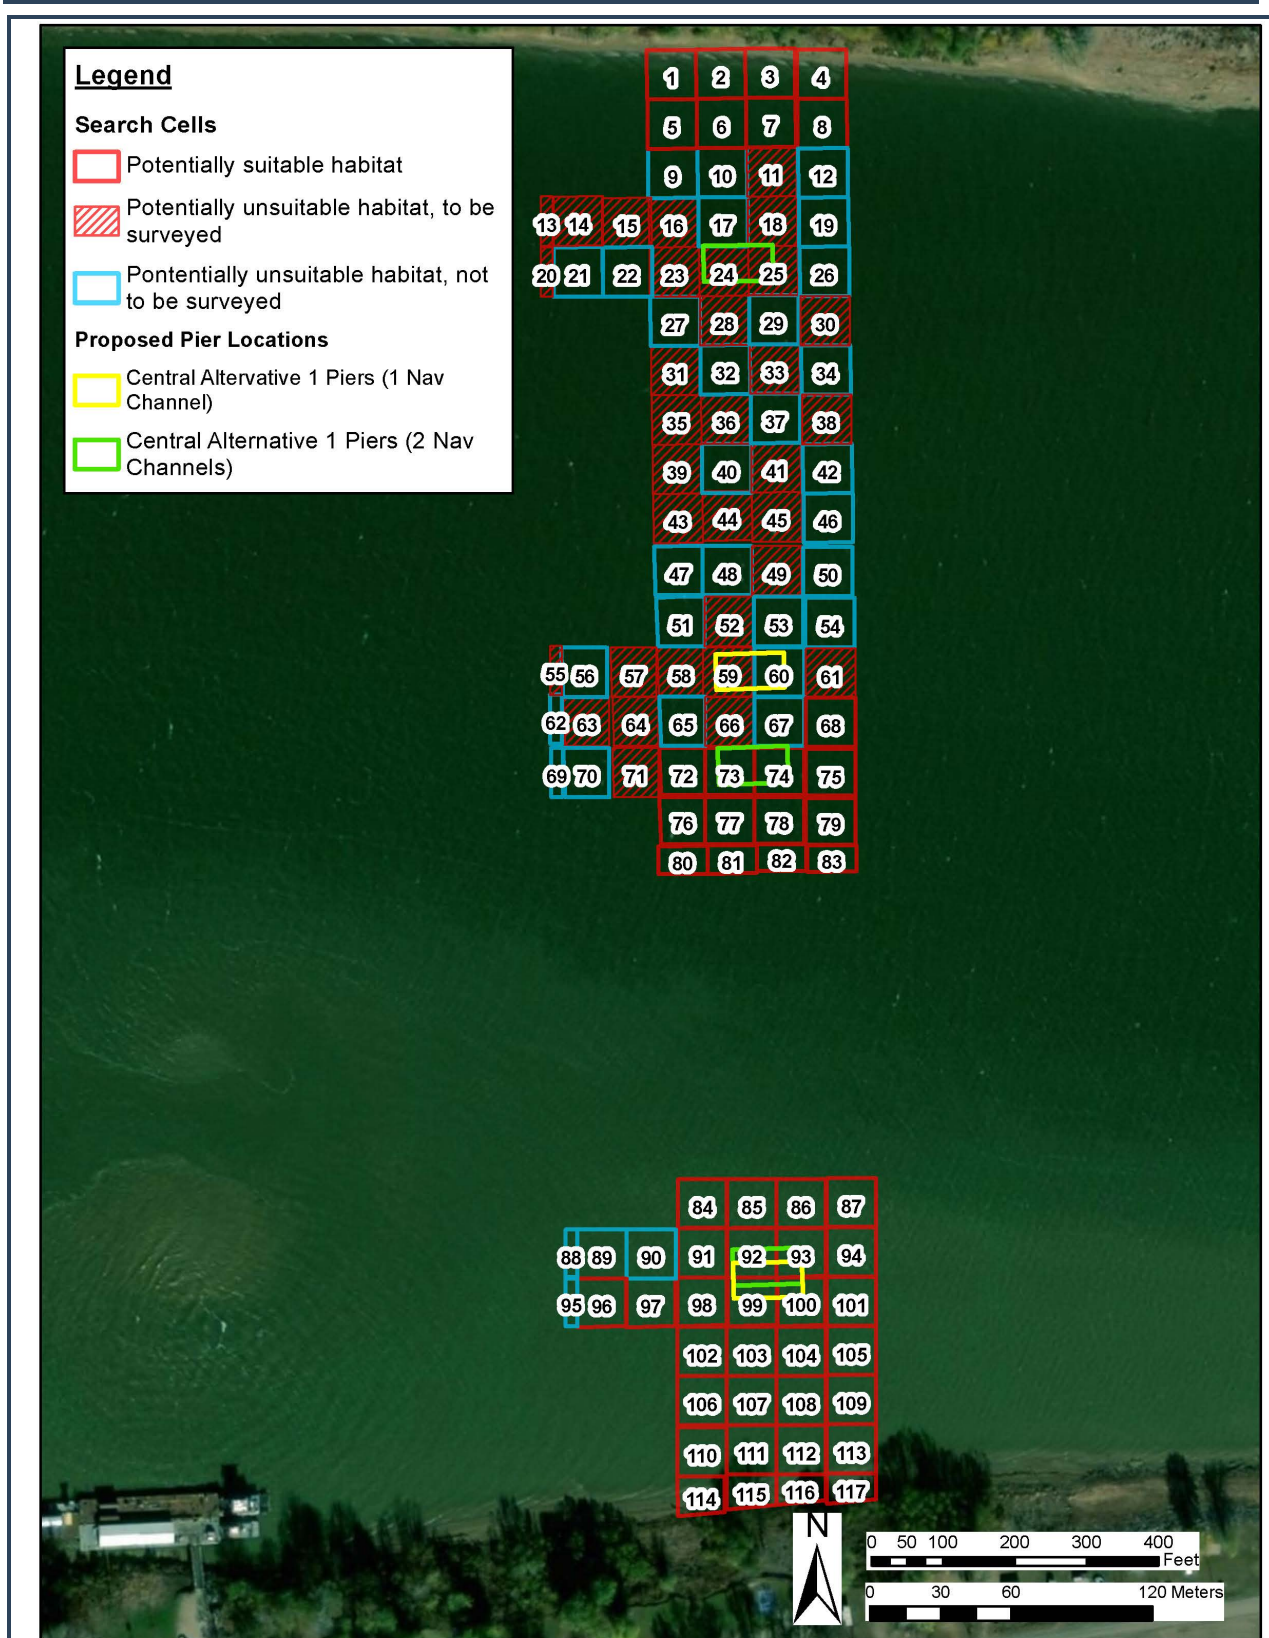 Legend
Search Cells
Potentially suitable habitat
Potentially unsuitable habitat, to be
surveyed
Pontentially unsuitable habitat, not
to be surveyed
Proposed Pier Locations
Central Altervative 1 Piers (1 Nav
Channel)
Central Alternative 1 Piers (2 Nav
Channels)
1 2 3 4
5 6 7 8
9 10 11 12
13 14 15 16 17 18 19
20 21 22 23 24 25 26
27 28 29 30
31 32 33 34
35 36 37 38
39 40 41 42
43 44 45 46
47 48 49 50
51 52 53 54
55 56 57 58 59 60 61
62 63 64 65 66 67 68
69 70 71 72 73 74 75
76 77 78 79
80 81 82 83
84 85 86 87
88 89 90 91 92 93 94
95 96 97 98 99 100 101
102 103 104 105
106 107 108 109
110 111 112 113
114 115 116 117
N
0 50 100 200 300 400
Feet
0 30 60 120 Meters